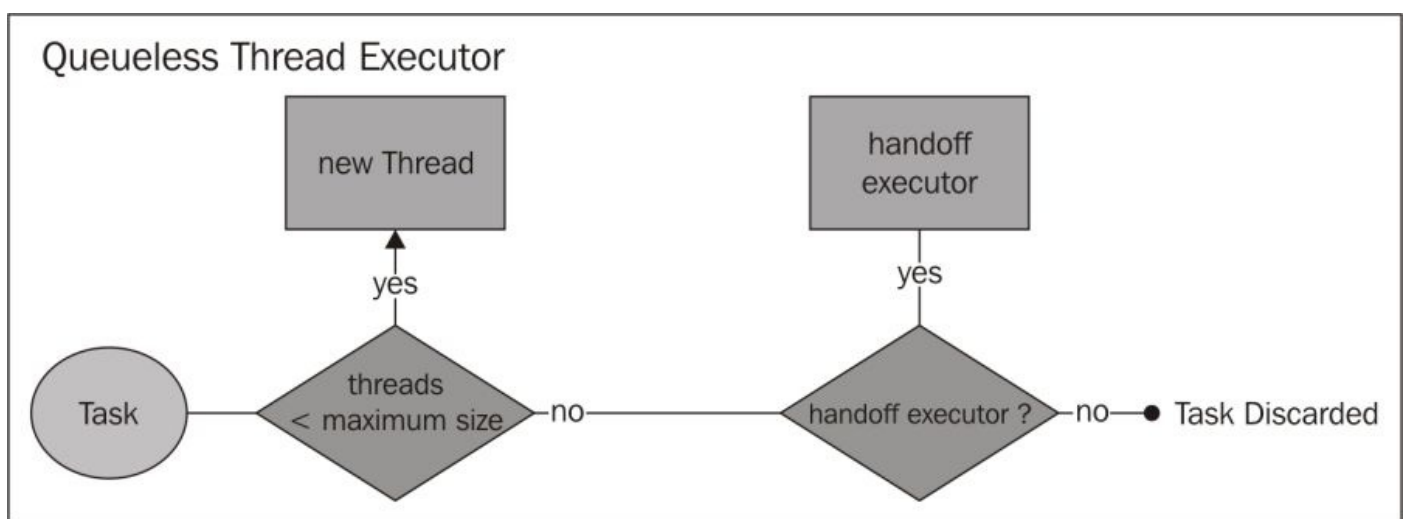 Queueless Thread Executor
new Thread
handoff
executor
yes
yes
Task
threads
< maximum size
no
handoff executor ?
no
Task Discarded